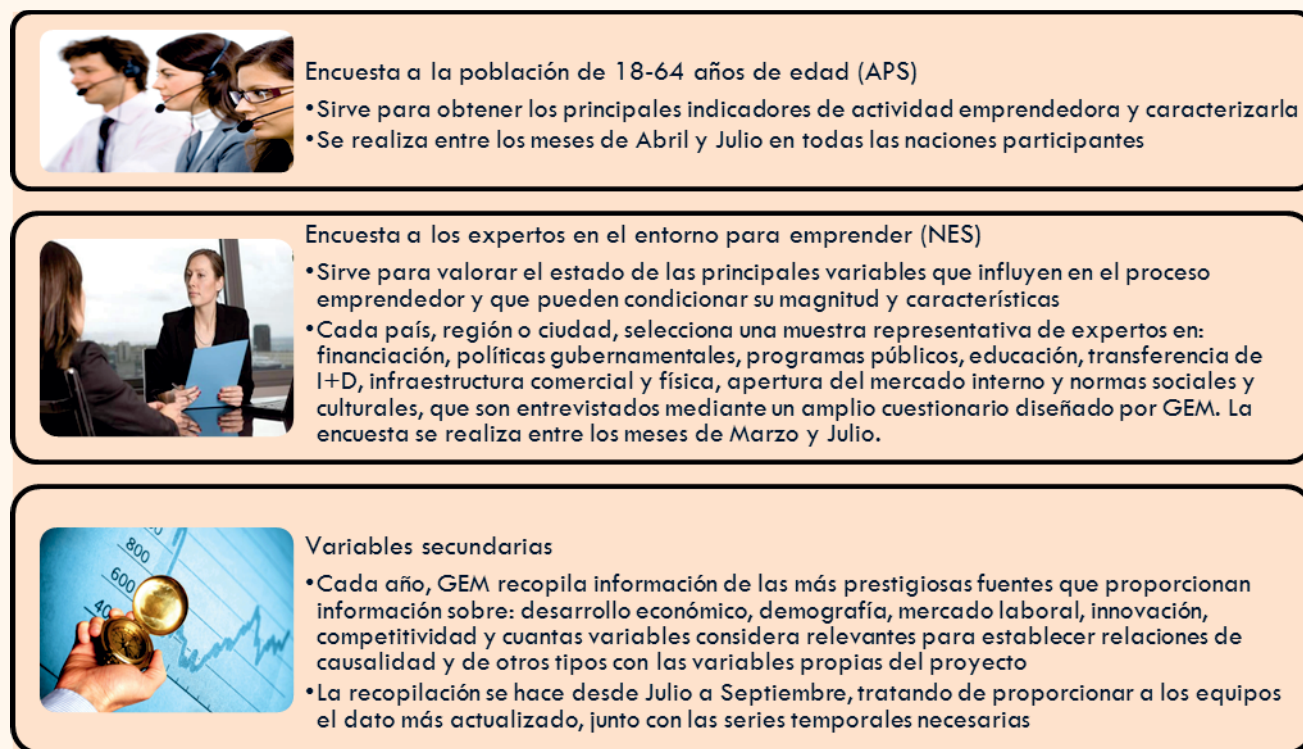 Encuesta a la población de 18-64 años de edad (APS)
•Sirve para obtener los principales indicadores de actividad emprendedora y caracterizarla
•Se realiza entre los meses de Abril y Julio en todas las naciones participantes
Encuesta a los expertos en el entorno para emprender (NES)
•Sirve para valorar el estado de las principales variables que influyen en el proceso
emprendedor y que pueden condicionar su magnitud y características
•Cada país, región o ciudad, selecciona una muestra representativa de expertos en:
financiación, políticas gubernamentales, programas públicos, educación, transferencia de
I+D, infraestructura comercial y física, apertura del mercado interno y normas sociales y
culturales, que son entrevistados mediante un amplio cuestionario diseñado por GEM. La
encuesta se realiza entre los meses de Marzo y Julio.
800
600
40
Variables secundarias
•Cada año, GEM recopila información de las más prestigiosas fuentes que proporcionan
información sobre: desarrollo económico, demografía, mercado laboral, innovación,
competitividad y cuantas variables considera relevantes para establecer relaciones de
causalidad y de otros tipos con las variables propias del proyecto
•La recopilación se hace desde Julio a Septiembre, tratando de proporcionar a los equipos
el dato más actualizado, junto con las series temporales necesarias